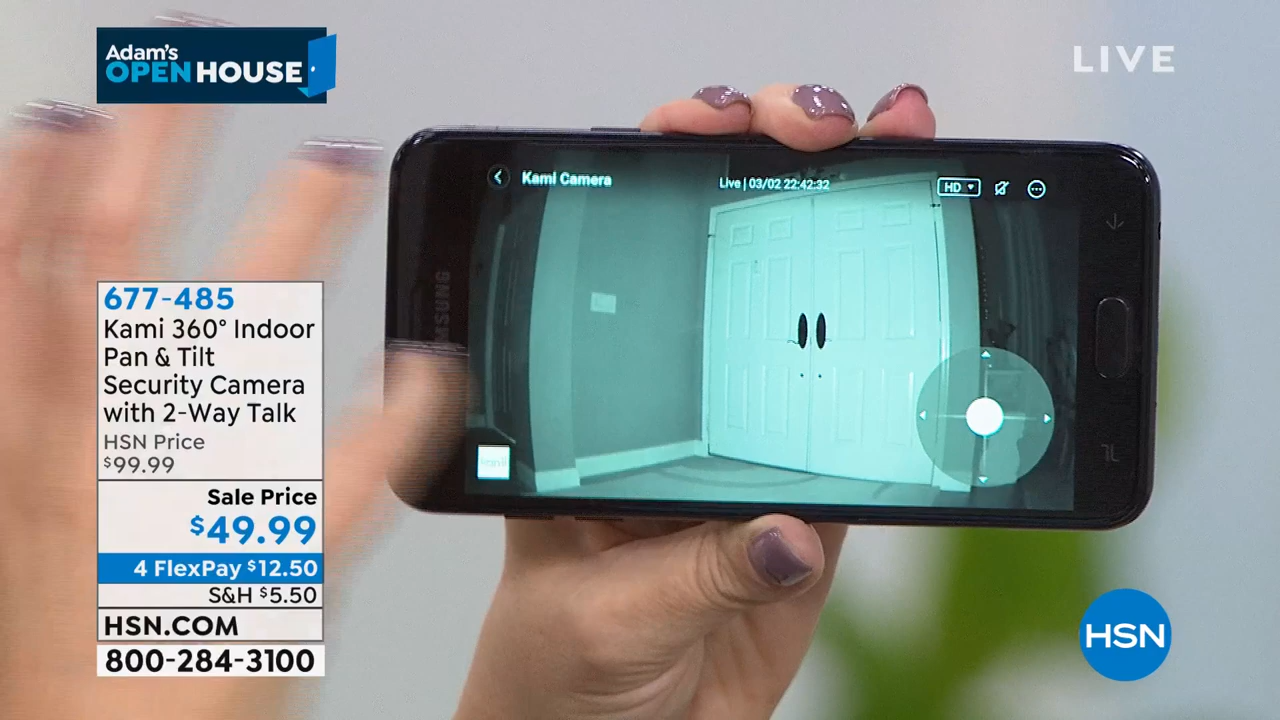 Adam's
OPEN HOUSE
LIVE
Kami Camera
Live | 03/02 22:42:32
HD
SAMSUNG
677-485
Kami 360° Indoor
Pan & Tilt
Security Camera
with 2-Way Talk
HSN Price
$99.99
Sale Price
$49.99
4 FlexPay $12.50
S&H $5.50
HSN.COM
800-284-3100
HSN